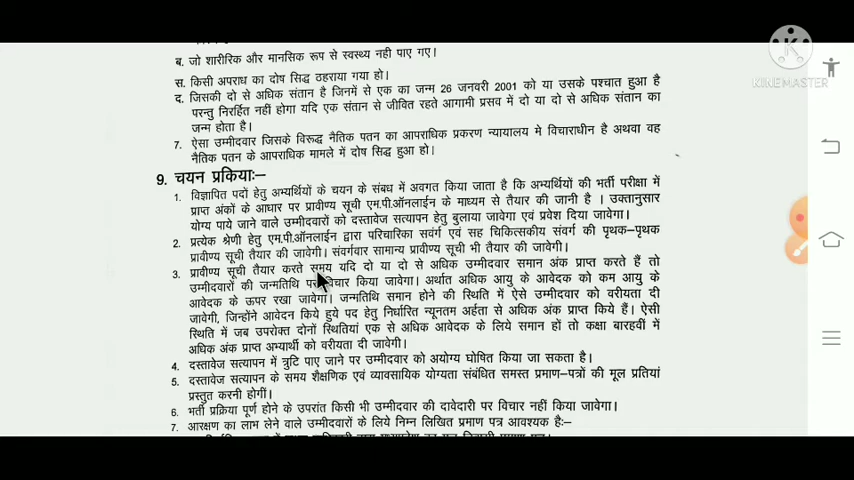 ब. जो शारीरिक और मानसिक रूप से स्वस्थ नही पाए गए।
स. किसी अपराध का दोष सिद्ध ठहराया गया हो।
द. जिसकी दो से अधिक संतान है जिनमें से एक का जन्म 26 जनवरी 2001 को या उसके पश्चात हुआ है
परन्तु निरर्हित नहीं होगा यदि एक संतान से जीवित रहते आगामी प्रसव में दो या दो से अधिक संतान का
जन्म होता है।
7. ऐसा उम्मीदवार जिसके विरूद्ध नैतिक पतन का आपराधिक प्रकरण न्यायालय मे विचाराधीन है अथवा वह
नैतिक पतन के आपराधिक मामले में दोष सिद्ध हुआ हो।
9. चयन प्रकियाः—
1. विज्ञापित पदों हेतु अभ्यर्थियों के चयन के संबध में अवगत किया जाता है कि अभ्यर्थियों की भर्ती परीक्षा में
प्राप्त अंकों के आधार पर प्रावीण्य सूची एम.पी.ऑनलाईन के माध्यम से तैयार की जानी है । उक्तानुसार
योग्य पाये जाने वाले उम्मीदवारों को दस्तावेज सत्यापन हेतु बुलाया जावेगा एवं प्रवेश दिया जावेगा।
2. प्रत्येक श्रेणी हेतु एम.पी.ऑनलाईन द्वारा परिचारिका सवंर्ग एवं सह चिकित्सकीय संवर्ग की पृथक—पृथक
प्रावीण्य सूची तैयार की जावेगी। संवर्गवार सामान्य प्रावीण्य सूची भी तैयार की जावेगी।
3. प्रावीण्य सूची तैयार करते समय यदि दो या दो से अधिक उम्मीदवार समान अंक प्राप्त करते हैं तो
उम्मीदवारों की जन्मतिथि पर विचार किया जावेगा। अर्थात अधिक आयु के आवेदक को कम आयु के
आवेदक के ऊपर रखा जावेगा। जन्मतिथि समान होने की स्थिति में ऐसे उम्मीदवार को वरीयता दी
जावेगी, जिन्होंने आवेदन किये हुये पद हेतु निर्धारित न्यूनतम अर्हता से अधिक अंक प्राप्त किये हैं। ऐसी
स्थिति में जब उपरोक्त दोनों स्थितियां एक से अधिक आवेदक के लिये समान हों तो कक्षा बारहवीं में
अधिक अंक प्राप्त अभ्यार्थी को वरीयता दी जावेगी।
4. दस्तावेज सत्यापन में त्रुटि पाए जाने पर उम्मीदवार को अयोग्य घोषित किया जा सकता है।
5. दस्तावेज सत्यापन के समय शैक्षणिक एवं व्यावसायिक योग्यता संबंधित समस्त प्रमाण—पत्रों की मूल प्रतियां
प्रस्तुत करनी होगीं।
6. भर्ती प्रक्रिया पूर्ण होने के उपरांत किसी भी उम्मीदवार की दावेदारी पर विचार नहीं किया जावेगा।
7. आरक्षण का लाभ लेने वाले उम्मीदवारों के लिये निम्न लिखित प्रमाण पत्र आवश्यक है:—
KINEMASTER